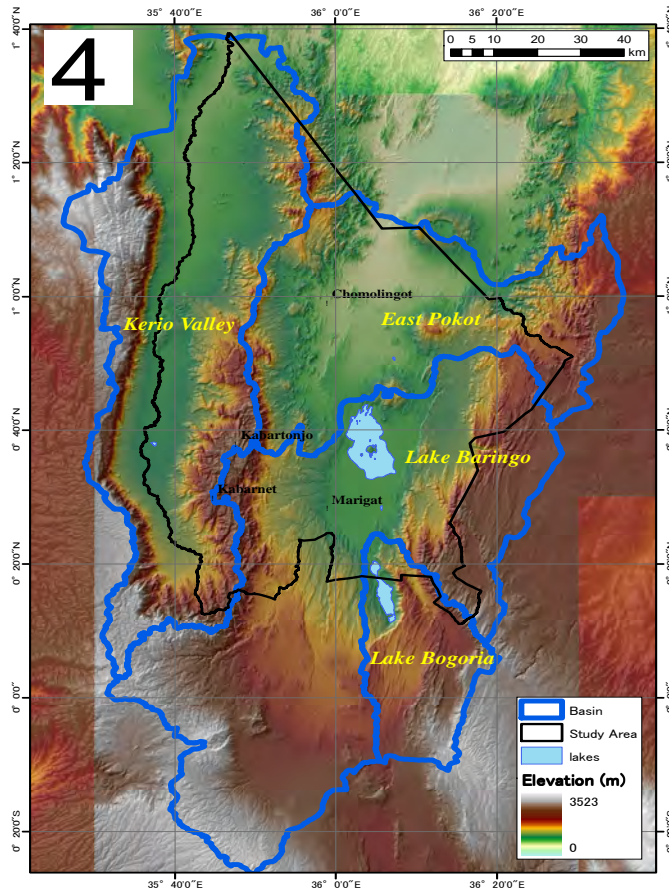 35° 40'0"E
36° 0'0"E
36° 20'0"E
4
0 5 10 20 30 40
km
1° 40'0"N
1° 20'0"N
1° 0'0"N
Chomolingot
Kerio Valley
East Pokot
0° 40'0"N
Kabartonjo
Lake Baringo
Kabarnet
Marigat
0° 20'0"N
Lake Bogoria
0° 0'0"
Basin
Study Area
lakes
Elevation (m)
3523
0
0° 20'0"S
35° 40'0"E
36° 0'0"E
36° 20'0"E